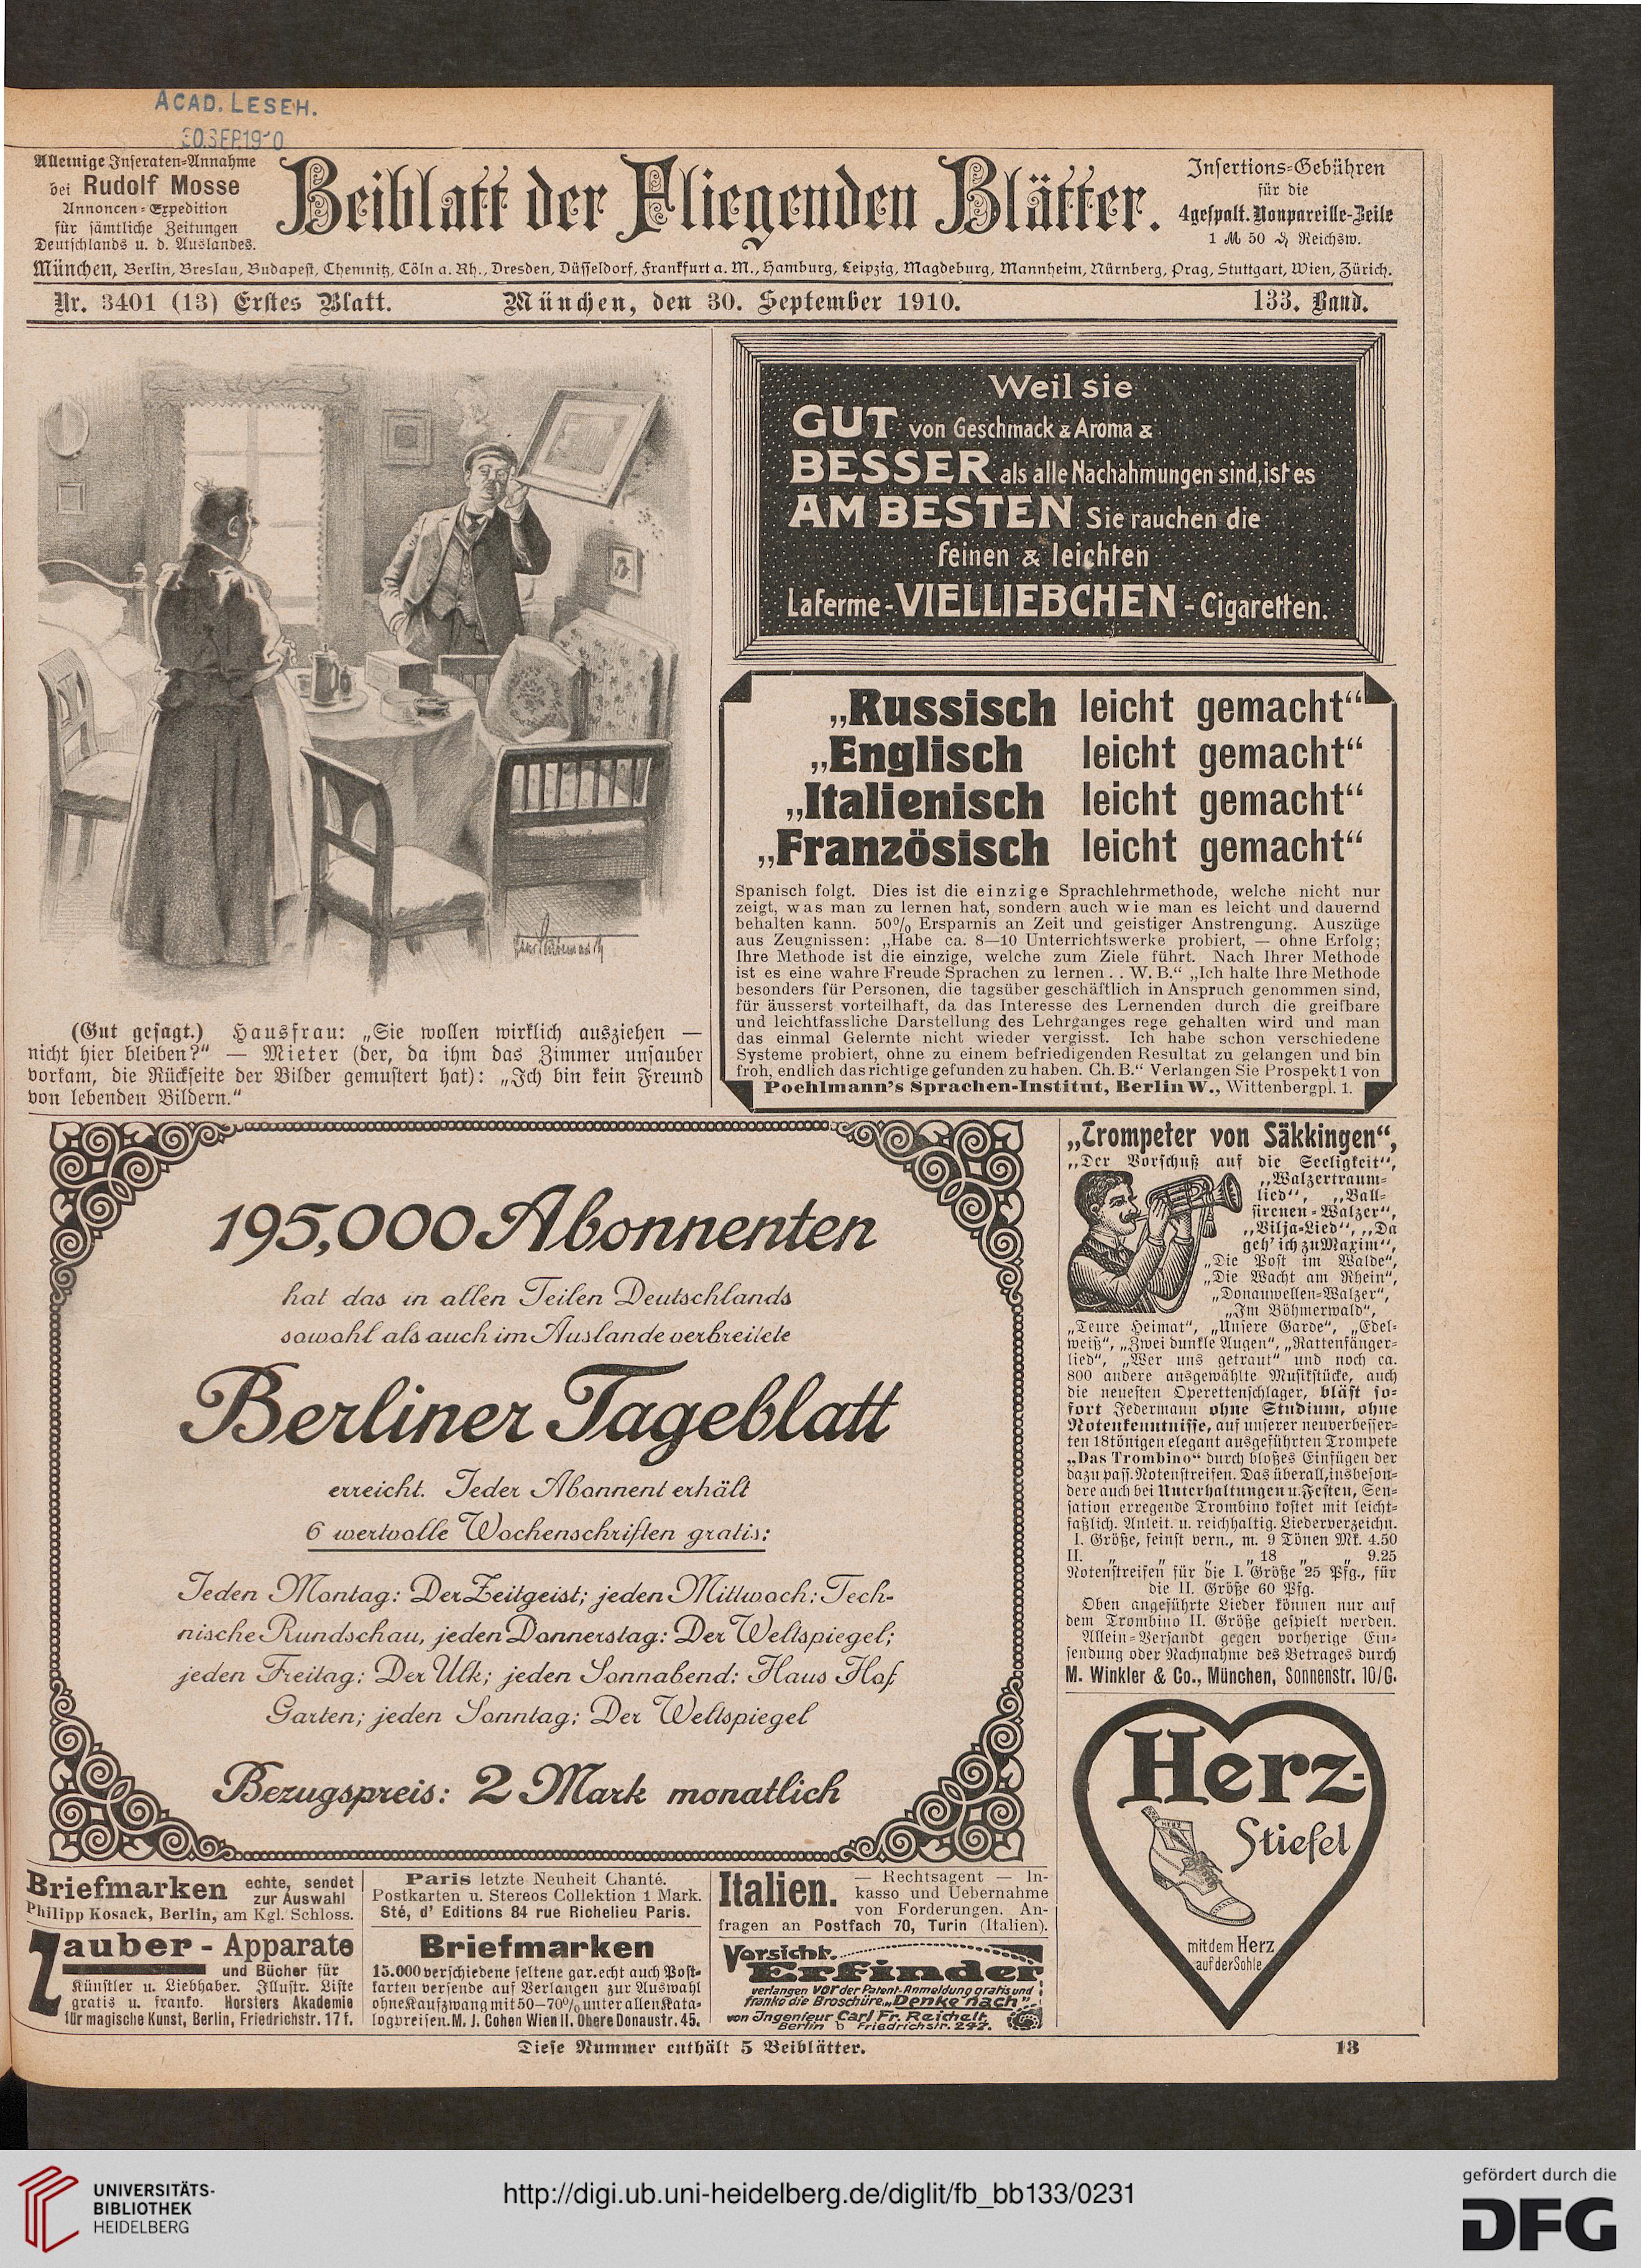 ACAD. LESEH.
30. SEP. 1910
Alleinige Inseraten-Annahme
bei Rudolf Mosse
Annoncen-Expedition
für sämtliche Zeitungen
Deutschlands u. d. Auslandes.
Beiblatt der Fliegenden Blätter.
Insertions-Gebühren
für die
4gespalt. Nonpareille-Zeile
1 M 50 ₰ Reichsw.
München, Berlin, Breslau, Budapest, Chemnitz, Cöln a. Rh., Dresden, Düsseldorf, Frankfurt a. M., Hamburg, Leipzig, Magdeburg, Mannheim, Nürnberg, Prag, Stuttgart, Wien, Zürich.
Nr. 3401 (13) Erstes Blatt. München, den 30. September 1910. 133. Band.
(Gut gesagt.) Hausfrau: „Sie wollen wirklich ausziehen —
nicht hier bleiben?“ — Mieter (der, da ihm das Zimmer unsauber
vorkam, die Rückseite der Bilder gemustert hat): „Ich bin kein Freund
von lebenden Bildern.“
Weil sie
GUT von Geschmack & Aroma &
BESSER als alle Nachahmungen sind, ist es
AM BESTEN Sie rauchen die
feinen & leichten
Laferme-VIELLIEBCHEN-Cigaretten.
„Russisch leicht gemacht“
„Englisch leicht gemacht“
„Italienisch leicht gemacht“
„Französisch leicht gemacht“
Spanisch folgt. Dies ist die einzige Sprachlehrmethode, welche nicht nur
zeigt, was man zu lernen hat, sondern auch wie man es leicht und dauernd
behalten kann. 50% Ersparnis an Zeit und geistiger Anstrengung. Auszüge
aus Zeugnissen: „Habe ca. 8—10 Unterrichtswerke probiert, — ohne Erfolg;
Ihre Methode ist die einzige, welche zum Ziele führt. Nach Ihrer Methode
ist es eine wahre Freude Sprachen zu lernen . . W. B.“ „Ich halte Ihre Methode
besonders für Personen, die tagsüber geschäftlich in Anspruch genommen sind,
für äusserst vorteilhaft, da das Interesse des Lernenden durch die greifbare
und leichtfassliche Darstellung des Lehrganges rege gehalten wird und man
das einmal Gelernte nicht wieder vergisst. Ich habe schon verschiedene
Systeme probiert, ohne zu einem befriedigenden Resultat zu gelangen und bin
froh, endlich das richtige gefunden zu haben. Ch. B.“ Verlangen Sie Prospekt 1 von
Poehlmann's Sprachen-Institut, Berlin W., Wittenbergpl. 1.
195,000 Abonnenten
hat das in allen Teilen Deutschlands
sowohl als auch im Auslande verbreitete
Berliner Tageblatt
erreicht. Jeder Abonnent erhält
6 wertvolle Wochenschriften gratis:
Jeden Montag: Der Zeitgeist; jeden Mittwoch: Tech-
nische Rundschau, jeden Donnerstag: Der Weltspiegel;
jeden Freitag: Der Ulk; jeden Sonnabend: Haus Hof
Garten; jeden Sonntag: Der Weltspiegel
Bezugspreis: 2 Mark monatlich
„Trompeter von Säkkingen“,
„Der Vorschuß auf die Seeligkeit“,
„Walzertraum-
lied“, „Ball-
sirenen-Walzer“,
„Vilja-Lied“, „Da
geh' ich zu Maxim“,
„Die Post im Walde“,
„Die Wacht am Rhein“,
„Donauwellen-Walzer“,
„Im Böhmerwald“,
„Teure Heimat“, „Unsere Garde“, „Edel-
weiß“, „Zwei dunkle Augen“, „Rattenfänger-
lied“, „Wer uns getraut“ und noch ca.
800 andere ausgewählte Musikstücke, auch
die neuesten Operettenschlager, bläst so-
fort Jedermann ohne Studium, ohne
Notenkenntnisse, auf unserer neuverbesser-
ten 18tönigen elegant ausgeführten Trompete
„Das Trombino“ durch bloßes Einfügen der
dazu pass. Notenstreifen. Das überall, insbeson-
dere auch bei Unterhaltungen u. Festen, Sen-
sation erregende Trombino kostet mit leicht-
faßlich. Anleit. u. reichhaltig. Liederverzeichn.
I. Größe, feinst vern., m. 9 Tönen Mk. 4.50
II. „ „ „ „ 18 „ „ 9.25
Notenstreifen für die I. Größe 25 Pfg., für
die II. Größe 60 Pfg.
Oben angeführte Lieder können nur auf
dem Trombino II. Größe gespielt werden.
Allein-Versandt gegen vorherige Ein-
sendung oder Nachnahme des Betrages durch
M. Winkler & Co., München, Sonnenstr. 10/G.
Herz-
Stiefel
HERZ
mit dem Herz
auf der Sohle
Briefmarken echte, sendet
zur Auswahl
Philipp Kosack, Berlin, am Kgl. Schloss.
Zauber-Apparate
und Bücher für
Künstler u. Liebhaber. Illustr. Liste
gratis u. franko. Horsters Akademie
für magische Kunst, Berlin, Friedrichstr. 17 f.
Paris letzte Neuheit Chanté.
Postkarten u. Stereos Collektion 1 Mark.
Sté, d' Editions 84 rue Richelieu Paris.
Briefmarken
15.000 verschiedene seltene gar. echt auch Post-
karten versende auf Verlangen zur Auswahl
ohne Kaufzwang mit 50—70% unter allen Kata-
logpreisen. M. J. Cohen Wien II. Obere Donaustr. 45.
Italien. — Rechtsagent — In-
kasso und Uebernahme
von Forderungen. An-
fragen an Postfach 70, Turin (Italien).
Vorsicht.
Erfinder
verlangen vor der Patent-Anmeldung gratis und
franko die Broschüre „Denke nach“
von Ingenieur Carl Fr. Reichelt
Berlin b Friedrichstr. 242.
Diese Nummer enthält 5 Beiblätter.
13
UNIVERSITÄTS-
BIBLIOTHEK
HEIDELBERG
http://digi.ub.uni-heidelberg.de/diglit/fb_bb133/0231
gefördert durch die
DFG